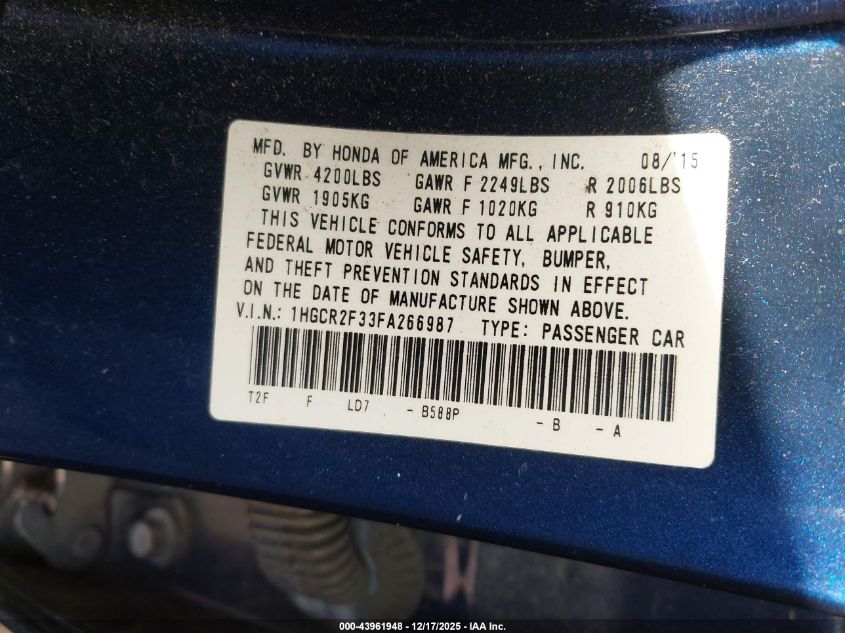 MFD. BY HONDA OF AMERICA MFG., INC. 08/'15
GVWR 4200LBS GAWR F 2249LBS R 2006LBS
GVWR 1905KG GAWR F 1020KG R 910KG
THIS VEHICLE CONFORMS TO ALL APPLICABLE
FEDERAL MOTOR VEHICLE SAFETY, BUMPER,
AND THEFT PREVENTION STANDARDS IN EFFECT
ON THE DATE OF MANUFACTURE SHOWN ABOVE.
V.I.N.: 1HGCR2F33FA266987 TYPE: PASSENGER CAR
T2F F LD7 - B588P - B - A
000-43961948 - 12/17/2025 - IAA Inc.